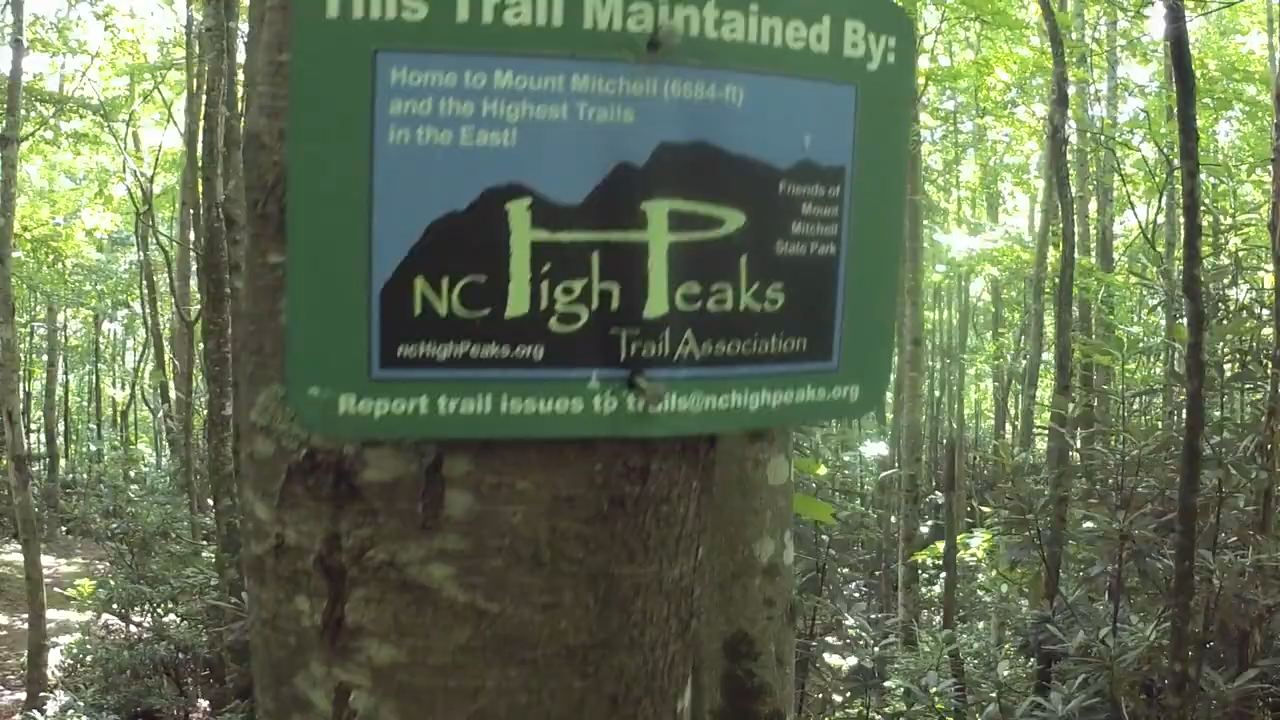 This Trail Maintained By:
Home to Mount Mitchell (6684-ft)
and the Highest Trails
in the East!
Friends of
Mount
Mitchell
State Park
NC High Peaks
Trail Association
ncHighPeaks.org
Report trail issues to trails@nchighpeaks.org